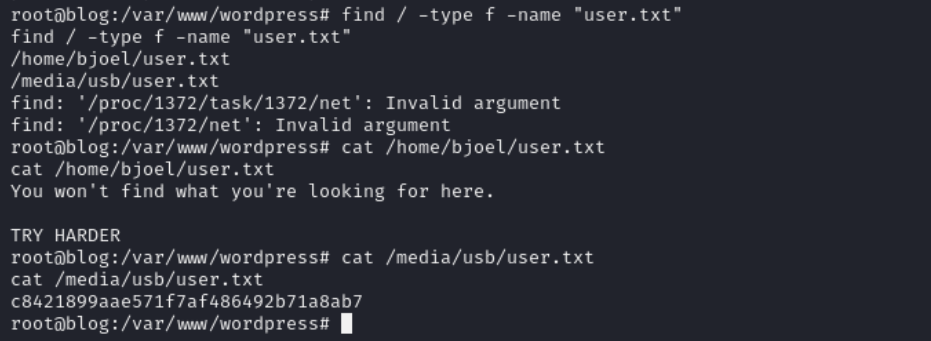 root@blog:/var/www/wordpress# find / -type f -name "user.txt"
find / -type f -name "user.txt"
/home/bjoel/user.txt
/media/usb/user.txt
find: '/proc/1372/task/1372/net': Invalid argument
find: '/proc/1372/net': Invalid argument
root@blog:/var/www/wordpress# cat /home/bjoel/user.txt
cat /home/bjoel/user.txt
You won't find what you're looking for here.

TRY HARDER
root@blog:/var/www/wordpress# cat /media/usb/user.txt
cat /media/usb/user.txt
c8421899aae571f7af486492b71a8ab7
root@blog:/var/www/wordpress#